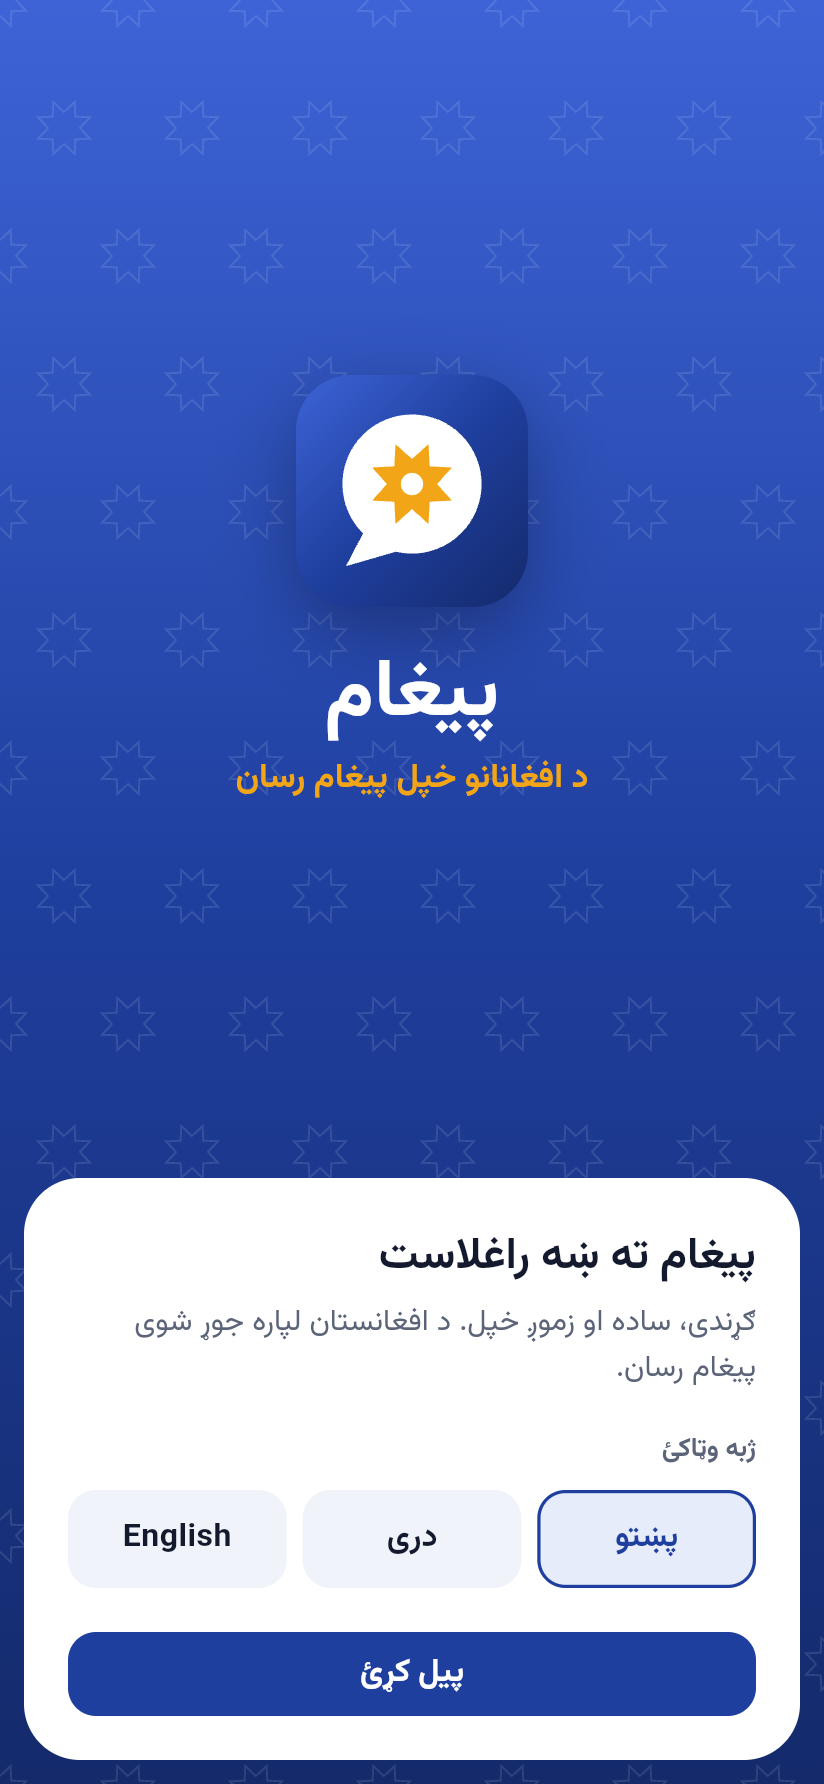 پیغام
د افغانانو خپل پیغام رسان
پیغام ته ښه راغلاست
ګړندی، ساده او زموږ خپل. د افغانستان لپاره جوړ شوی
پیغام رسان.
ژبه وټاکئ
پښتو
دری
English
پیل کړئ